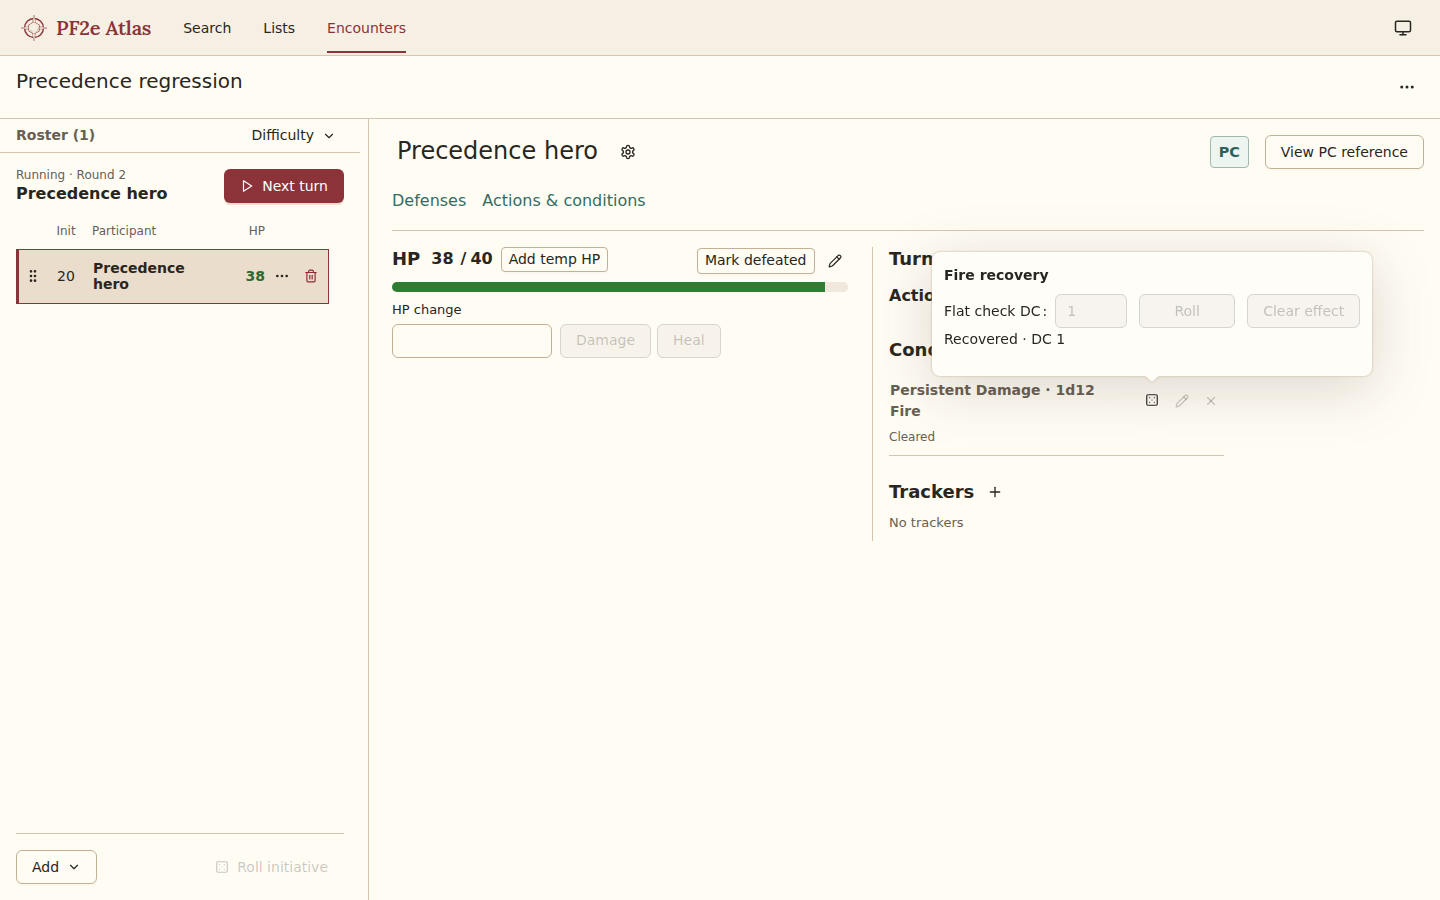 PF2e Atlas
Search
Lists
Encounters
Precedence regression
Roster (1)
Difficulty
Running · Round 2
Precedence hero
Next turn
Init
Participant
HP
20
Precedence
hero
38
Add
Roll initiative
Precedence hero
PC
View PC reference
Defenses
Actions & conditions
HP 38 / 40
Add temp HP
Mark defeated
HP change
Damage
Heal
Turn
Fire recovery
Flat check DC:
1
Roll
Clear effect
Recovered · DC 1
Persistent Damage · 1d12
Fire
Cleared
Trackers
No trackers